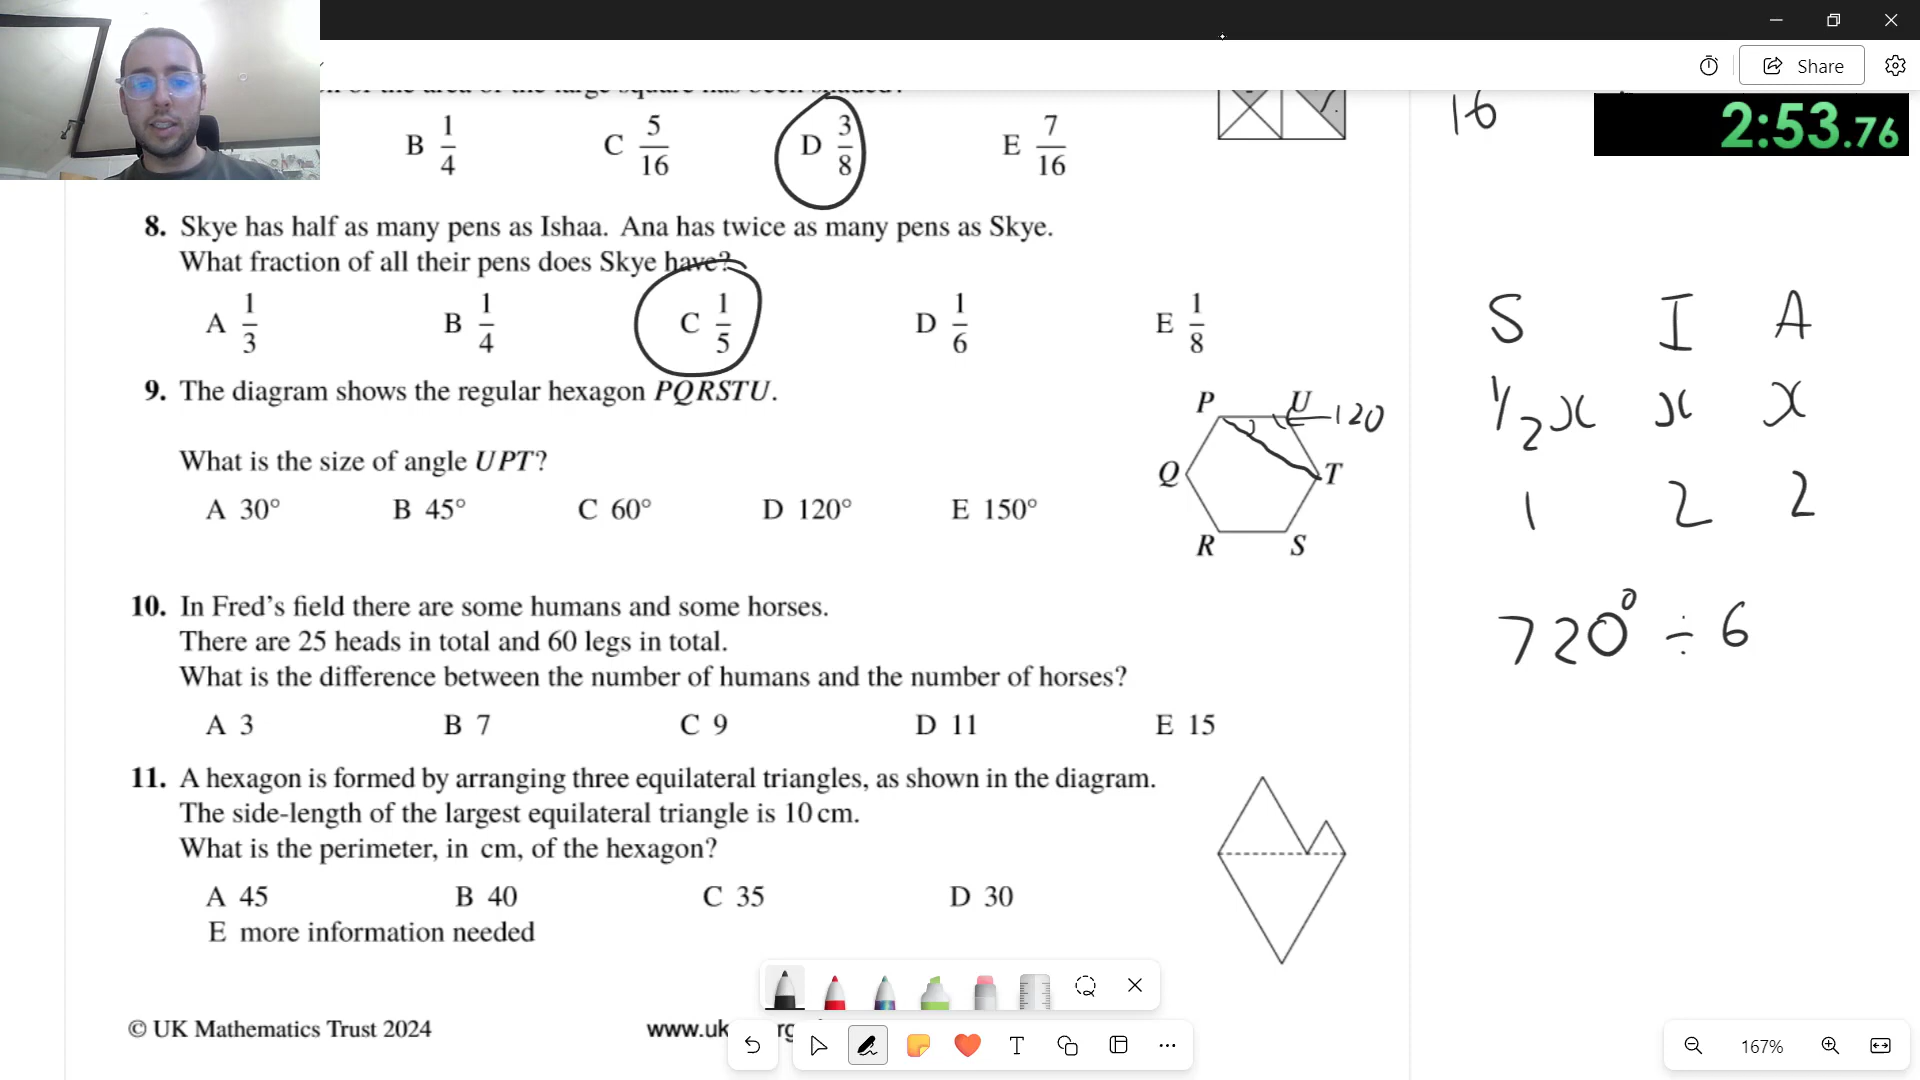 Share
2:53.76
16
B 1/4 C 5/16 D 3/8 E 7/16
8. Skye has half as many pens as Ishaa. Ana has twice as many pens as Skye.
What fraction of all their pens does Skye have?
A 1/3 B 1/4 C 1/5 D 1/6 E 1/8
S I A
1/2x x x
1 2 2
9. The diagram shows the regular hexagon PQRSTU.
What is the size of angle UPT?
A 30° B 45° C 60° D 120° E 150°
P U 120
Q T
R S
720° ÷ 6
10. In Fred's field there are some humans and some horses.
There are 25 heads in total and 60 legs in total.
What is the difference between the number of humans and the number of horses?
A 3 B 7 C 9 D 11 E 15
11. A hexagon is formed by arranging three equilateral triangles, as shown in the diagram.
The side-length of the largest equilateral triangle is 10 cm.
What is the perimeter, in cm, of the hexagon?
A 45 B 40 C 35 D 30
E more information needed
© UK Mathematics Trust 2024
www.uk
T
167%